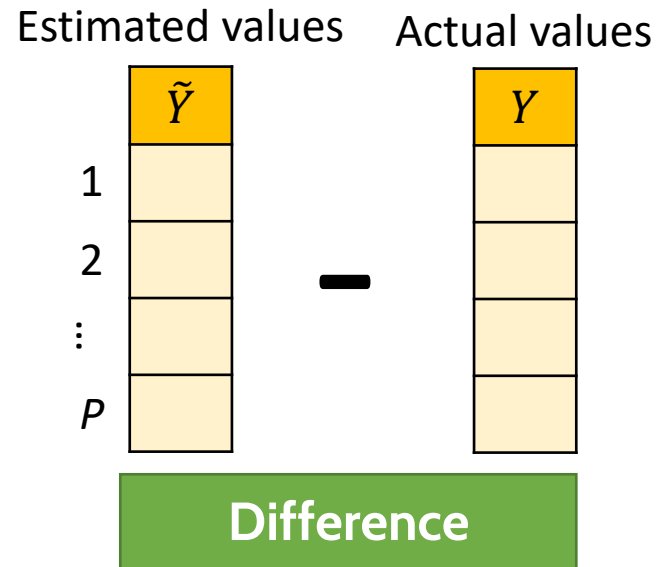 Estimated values Actual values
Ỹ Y
1
2
⋮
P
-
Difference